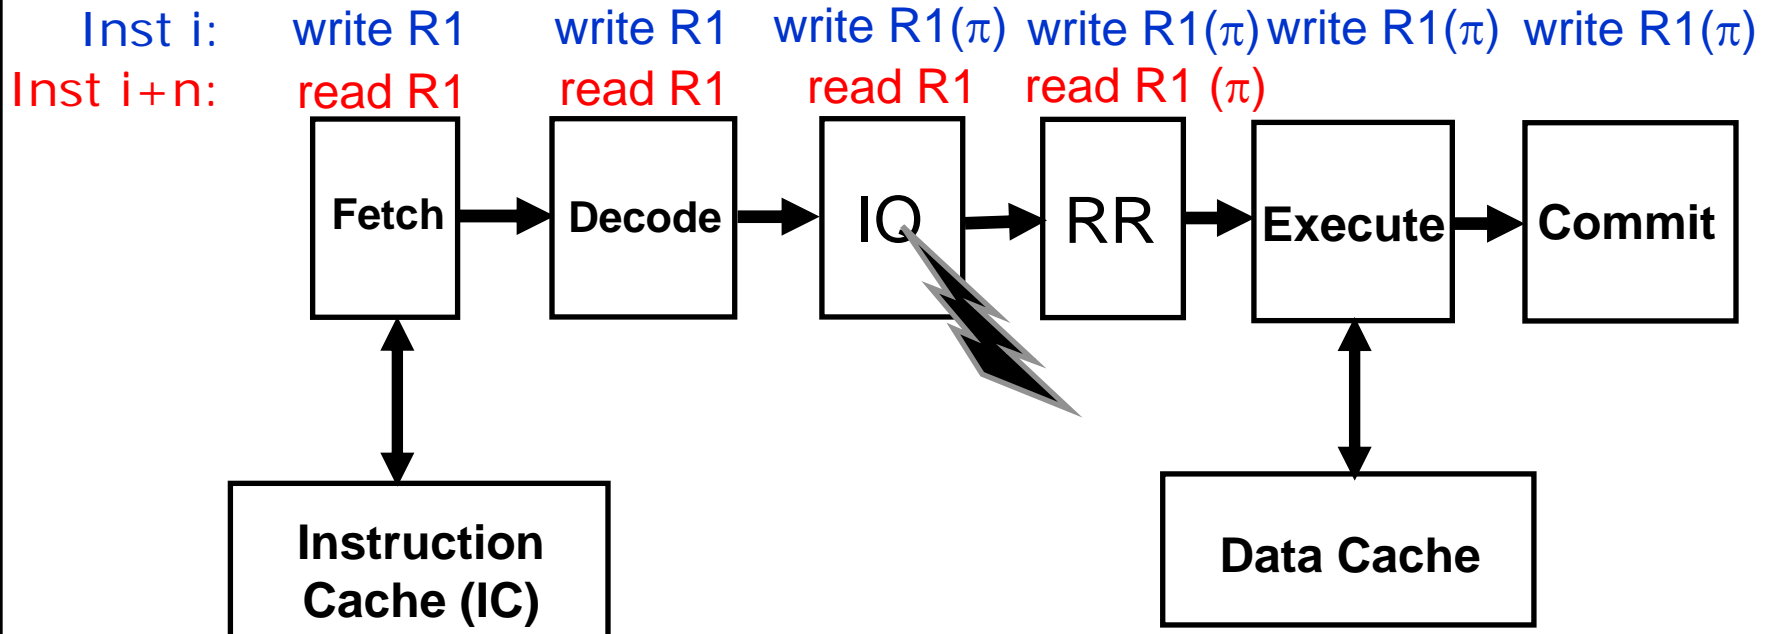 Inst i: write R1 write R1 write R1(π) write R1(π) write R1(π) write R1(π)
Inst i+n: read R1 read R1 read R1 read R1 (π)
Fetch Decode IQ RR Execute Commit
Instruction
Cache (IC)
Data Cache